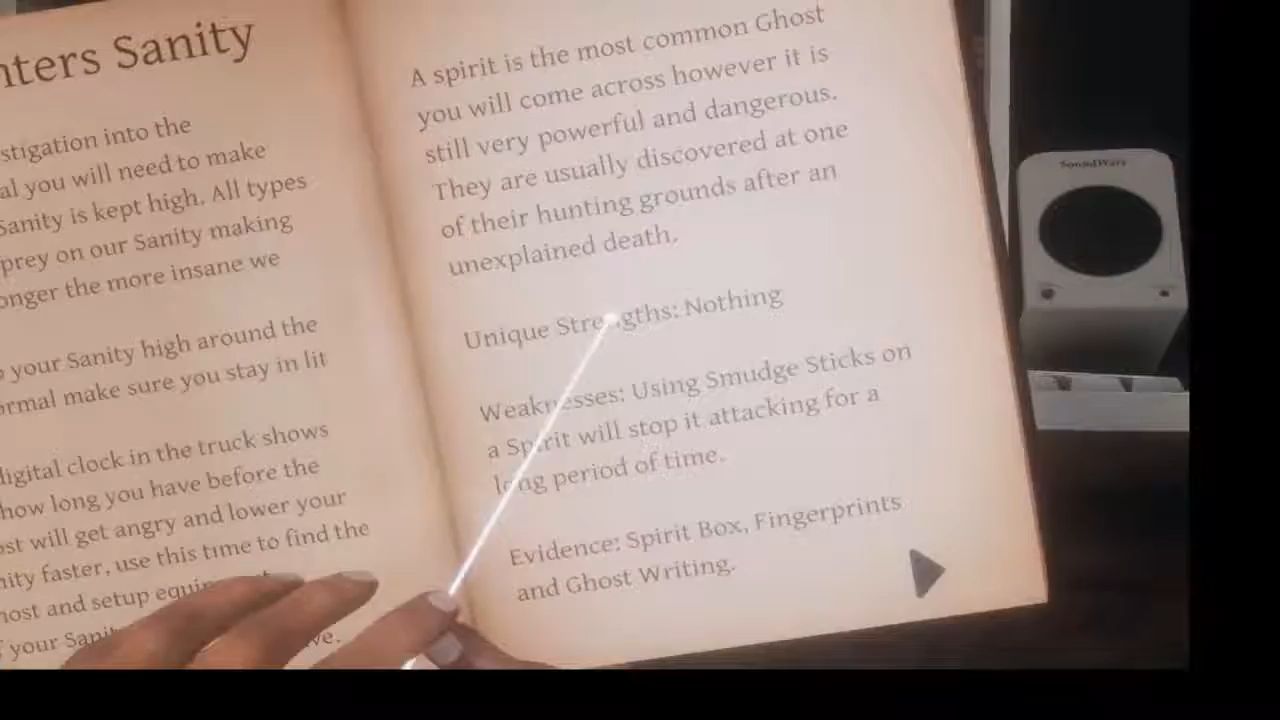 nters Sanity
stigation into the
al you will need to make
Sanity is kept high. All types
prey on our Sanity making
onger the more insane we
your Sanity high around the
ormal make sure you stay in lit
digital clock in the truck shows
how long you have before the
ost will get angry and lower your
nity faster, use this time to find the
host and setup
your
ve.
A spirit is the most common Ghost
you will come across however it is
still very powerful and dangerous.
They are usually discovered at one
of their hunting grounds after an
unexplained death.
Unique Strengths: Nothing
Weaknesses: Using Smudge Sticks on
a Spirit will stop it attacking for a
long period of time.
Evidence: Spirit Box, Fingerprints
and Ghost Writing.
SoundWare